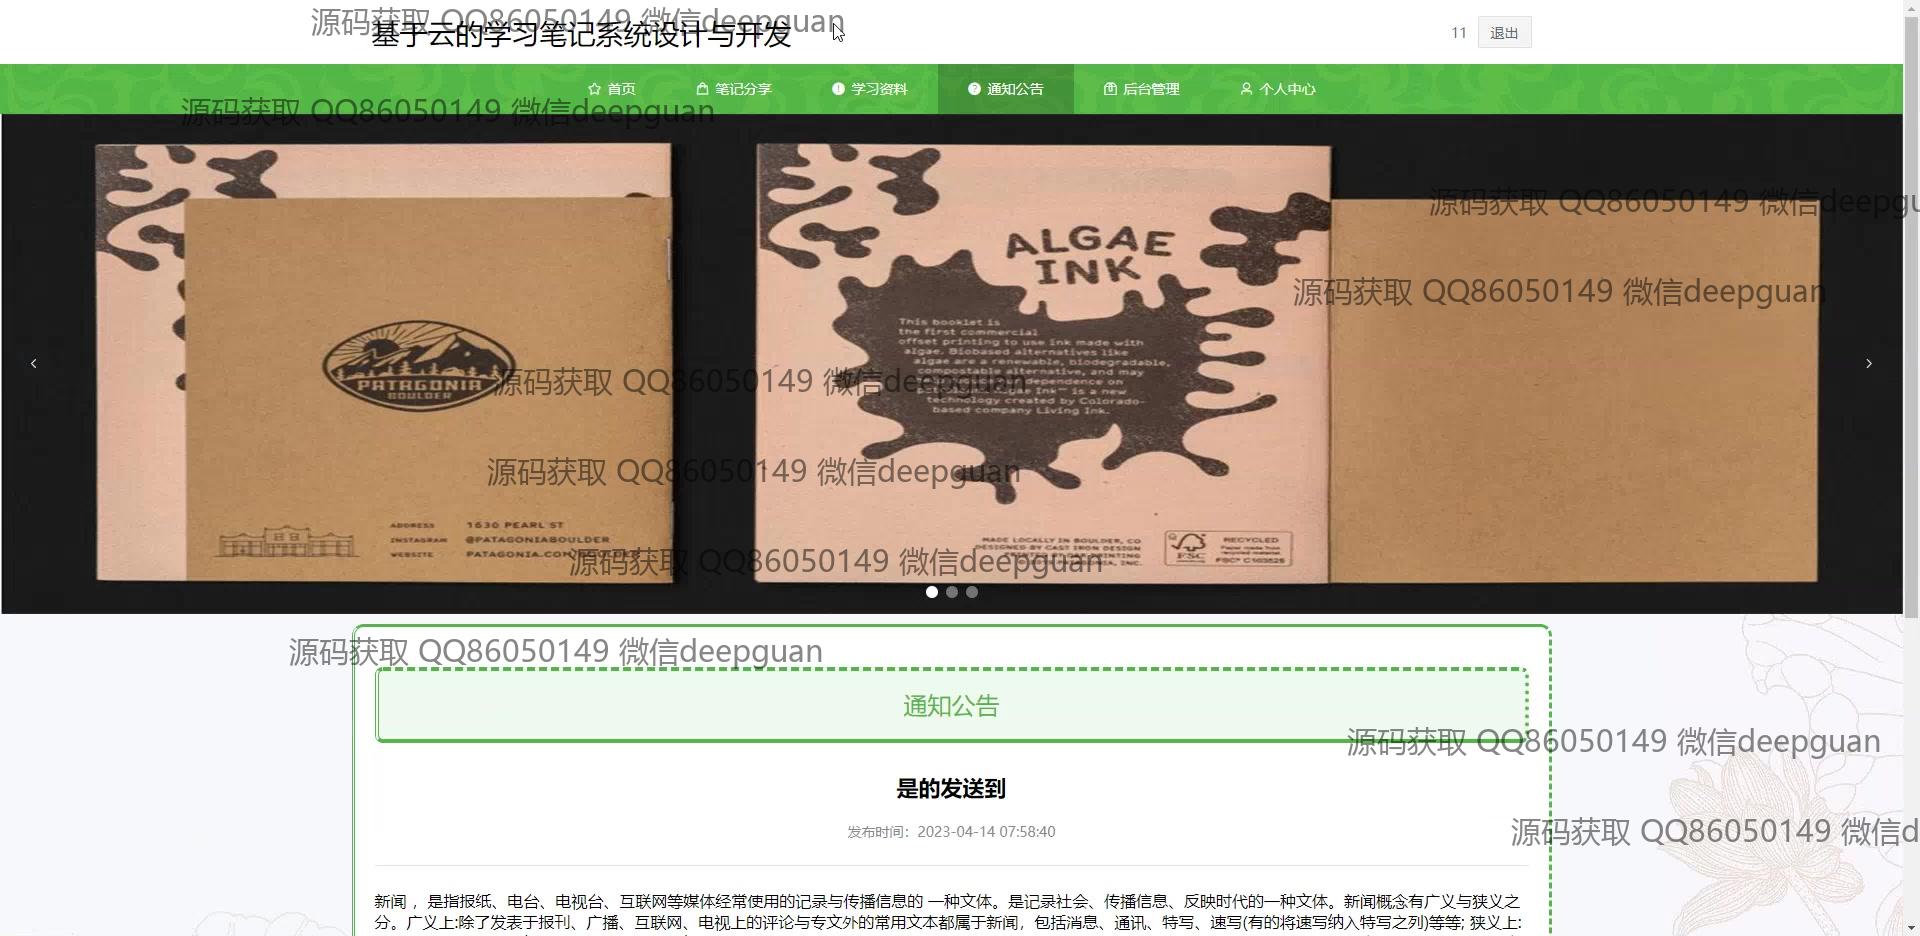 源码获取 QQ86050149 微信deepguan
基于云的学习笔记系统设计与开发
11
退出
首页
笔记分享
学习资料
通知公告
后台管理
个人中心
源码获取 QQ86050149 微信deepguan
源码获取 QQ86050149 微信deepgu
源码获取 QQ86050149 微信deepguan
ALGAE
INK
This booklet is
the first commercial
offset printing to use ink made with
algae. Biobased alternatives like
algae are a renewable, biodegradable,
compostable alternative, and may
dependence on
Ink™ is a new
technology created by Colorado-
based company Living Ink.
PATAGONIA
BOULDER
源码获取 QQ86050149 微信deepguan
源码获取 QQ86050149 微信deepguan
ADDRESS 1630 PEARL ST
INSTAGRAM @PATAGONIABOULDER
WEBSITE PATAGONIA.COM/BOULDER
MADE LOCALLY IN BOULDER, CO
DESIGNED BY CAST IRON DESIGN
FSC
RECYCLED
Paper made from
recycled material
FSC® C103525
源码获取 QQ86050149 微信deepguan
源码获取 QQ86050149 微信deepguan
通知公告
源码获取 QQ86050149 微信deepguan
是的发送到
发布时间：2023-04-14 07:58:40
源码获取 QQ86050149 微信d
新闻 ，是指报纸、电台、电视台、互联网等媒体经常使用的记录与传播信息的 一种文体。是记录社会、传播信息、反映时代的一种文体。新闻概念有广义与狭义之
分。广义上:除了发表于报刊、广播、互联网、电视上的评论与专文外的常用文本都属于新闻，包括消息、通讯、特写、速写(有的将速写纳入特写之列)等等; 狭义上: